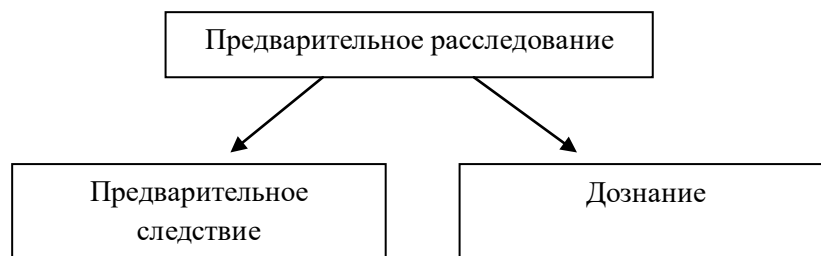 Предварительное расследование
Предварительное
следствие
Дознание